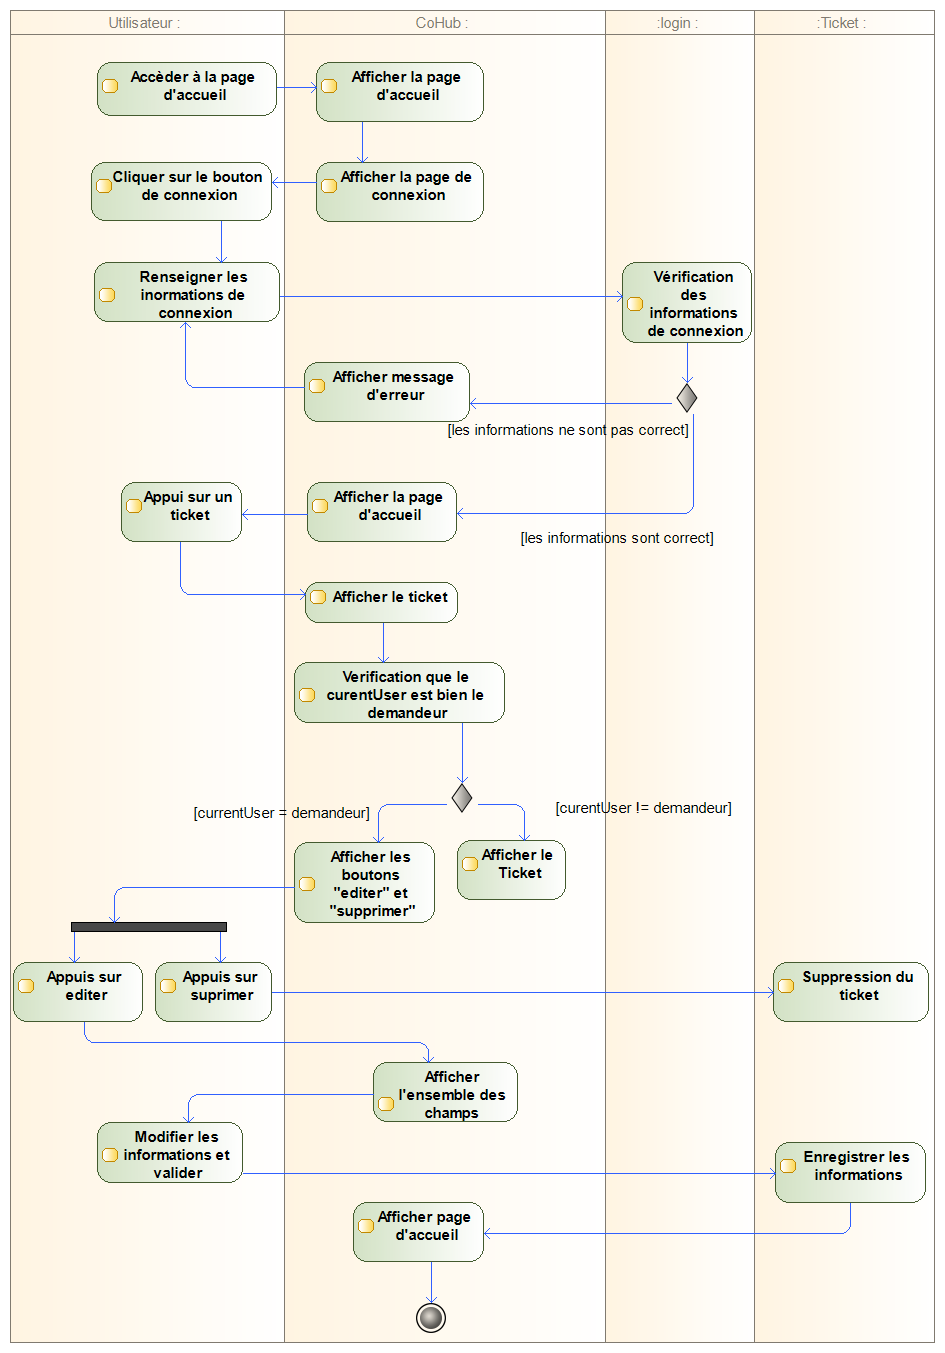 Utilisateur :
CoHub :
:login :
:Ticket :
Accèder à la page
d'accueil
Afficher la page
d'accueil
Cliquer sur le bouton
de connexion
Afficher la page de
connexion
Renseigner les
inormations de
connexion
Vérification
des
informations
de connexion
Afficher message
d'erreur
[les informations ne sont pas correct]
Appui sur un
ticket
Afficher la page
d'accueil
[les informations sont correct]
Afficher le ticket
Verification que le
curentUser est bien le
demandeur
[currentUser = demandeur]
[curentUser != demandeur]
Afficher les
boutons
"editer" et
"supprimer"
Afficher le
Ticket
Appuis sur
editer
Appuis sur
suprimer
Suppression du
ticket
Afficher
l'ensemble des
champs
Modifier les
informations et
valider
Enregistrer les
informations
Afficher page
d'accueil